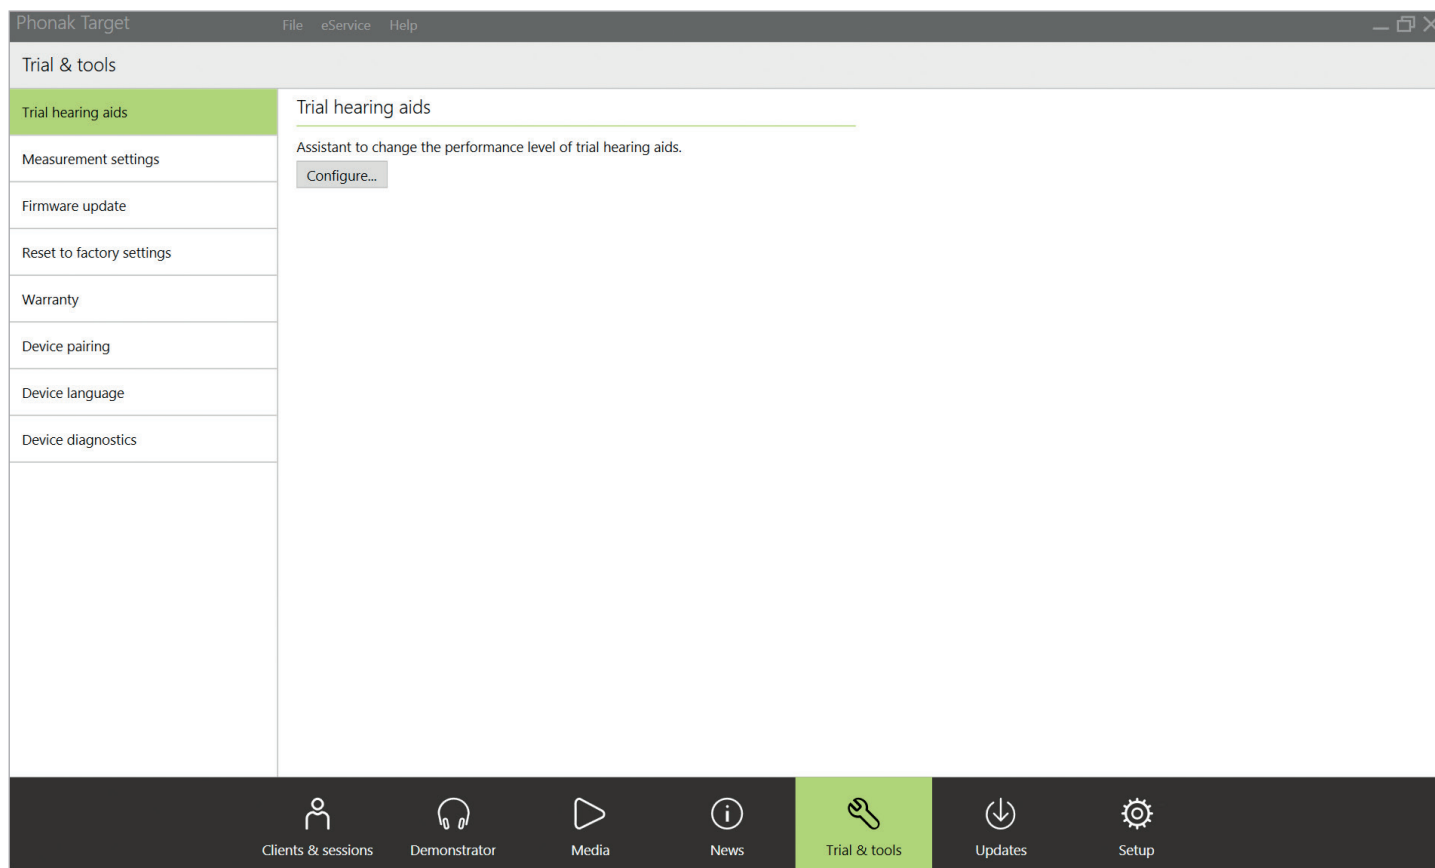 Phonak Target
File eService Help
Trial & tools
Trial hearing aids
Measurement settings
Firmware update
Reset to factory settings
Warranty
Device pairing
Device language
Device diagnostics
Trial hearing aids
Assistant to change the performance level of trial hearing aids.
Configure...
Clients & sessions
Demonstrator
Media
News
Trial & tools
Updates
Setup